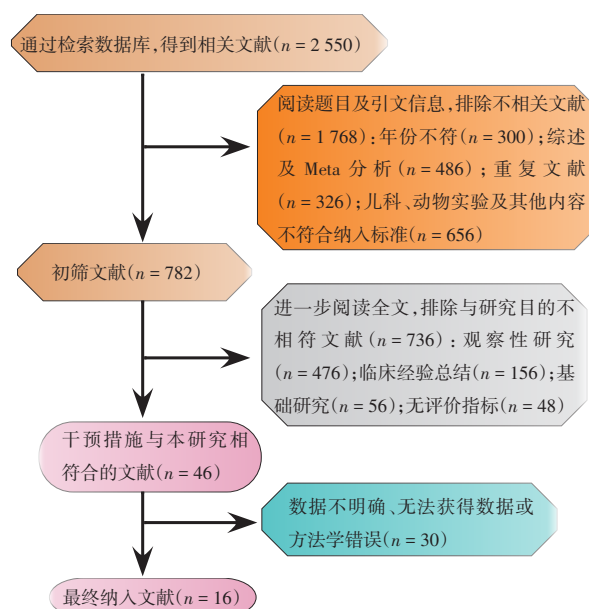 通过检索数据库,得到相关文献(n = 2 550)
阅读题目及引文信息,排除不相关文献
(n = 1 768):年份不符(n = 300);综述
及 Meta 分析(n = 486);重复文献
(n = 326);儿科、动物实验及其他内容
不符合纳入标准(n = 656)
初筛文献(n = 782)
进一步阅读全文,排除与研究目的不
相符文献(n = 736):观察性研究
(n = 476);临床经验总结(n = 156);基
础研究(n = 56);无评价指标(n = 48)
干预措施与本研究相
符合的文献(n = 46)
数据不明确、无法获得数据或
方法学错误(n = 30)
最终纳入文献(n = 16)